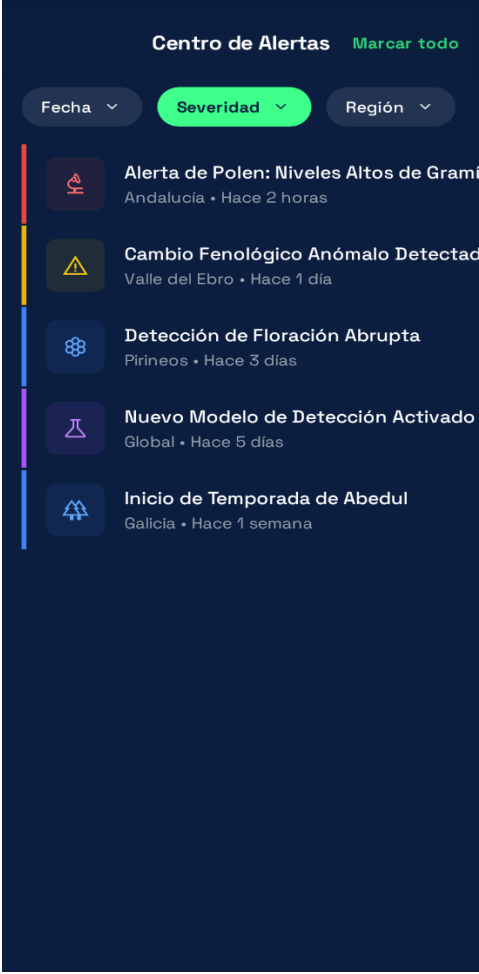 Centro de Alertas Marcar todo
Fecha Severidad Región
Alerta de Polen: Niveles Altos de Gramí
Andalucía • Hace 2 horas
Cambio Fenológico Anómalo Detectad
Valle del Ebro • Hace 1 día
Detección de Floración Abrupta
Pirineos • Hace 3 días
Nuevo Modelo de Detección Activado
Global • Hace 5 días
Inicio de Temporada de Abedul
Galicia • Hace 1 semana